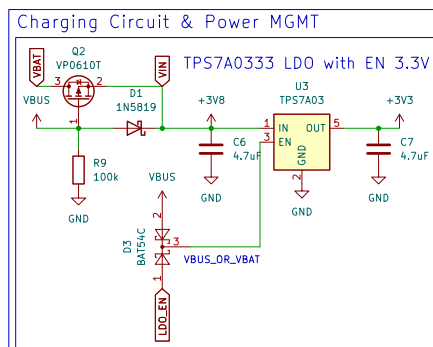 Charging Circuit & Power MGMT
Q2
VP0610T
VBAT
3
2
1
VIN
TPS7A0333 LDO with EN 3.3V
VBUS
D1
1N5819
+3V8
U3
TPS7A03
+3V3
1
IN
OUT
5
3
EN
GND
2
C6
4.7uF
C7
4.7uF
R9
100k
VBUS
GND
GND
GND
GND
2
D3
BAT54C
3
VBUS_OR_VBAT
1
LDO_EN